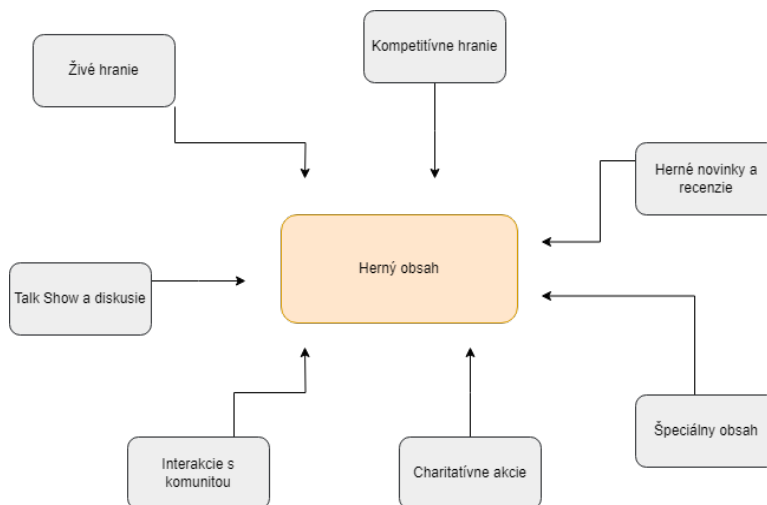 Kompetitívne hranie
Živé hranie
Herné novinky a
recenzie
Herný obsah
Talk Show a diskusie
Špeciálny obsah
Interakcie s
komunitou
Charitatívne akcie